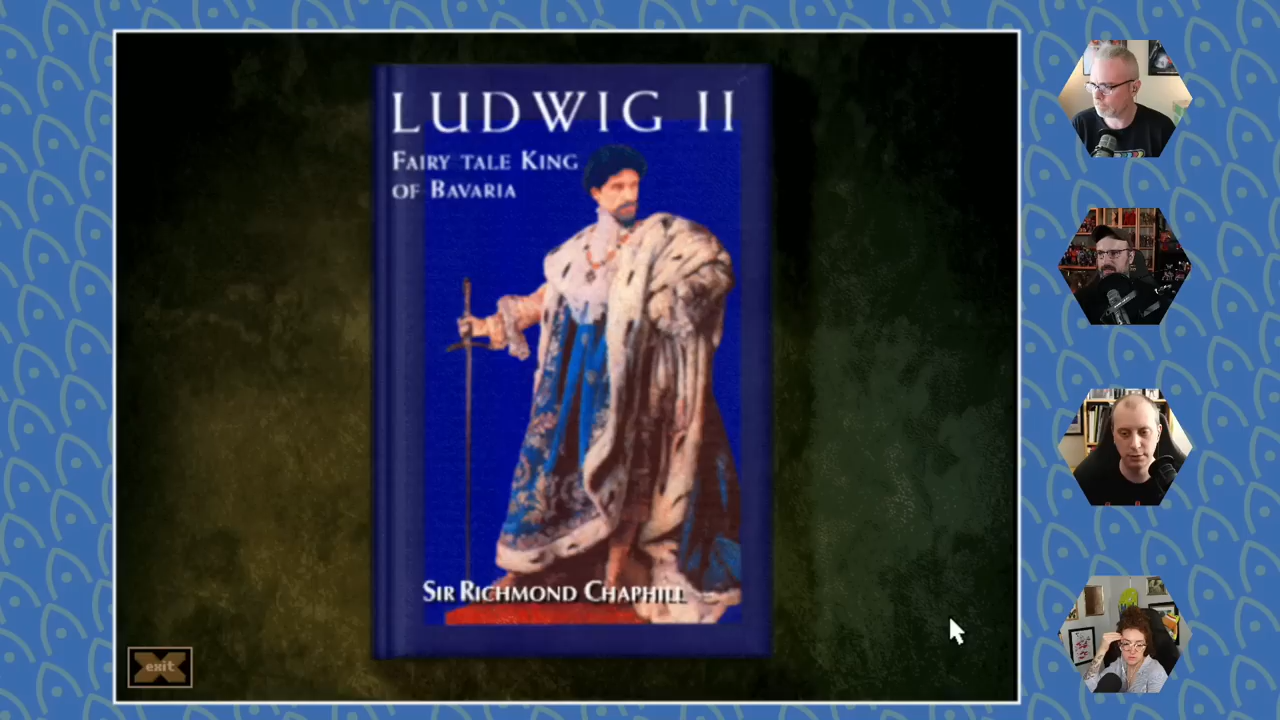 LUDWIG II
FAIRY TALE KING
OF BAVARIA
SIR RICHMOND CHAPHILL
exit